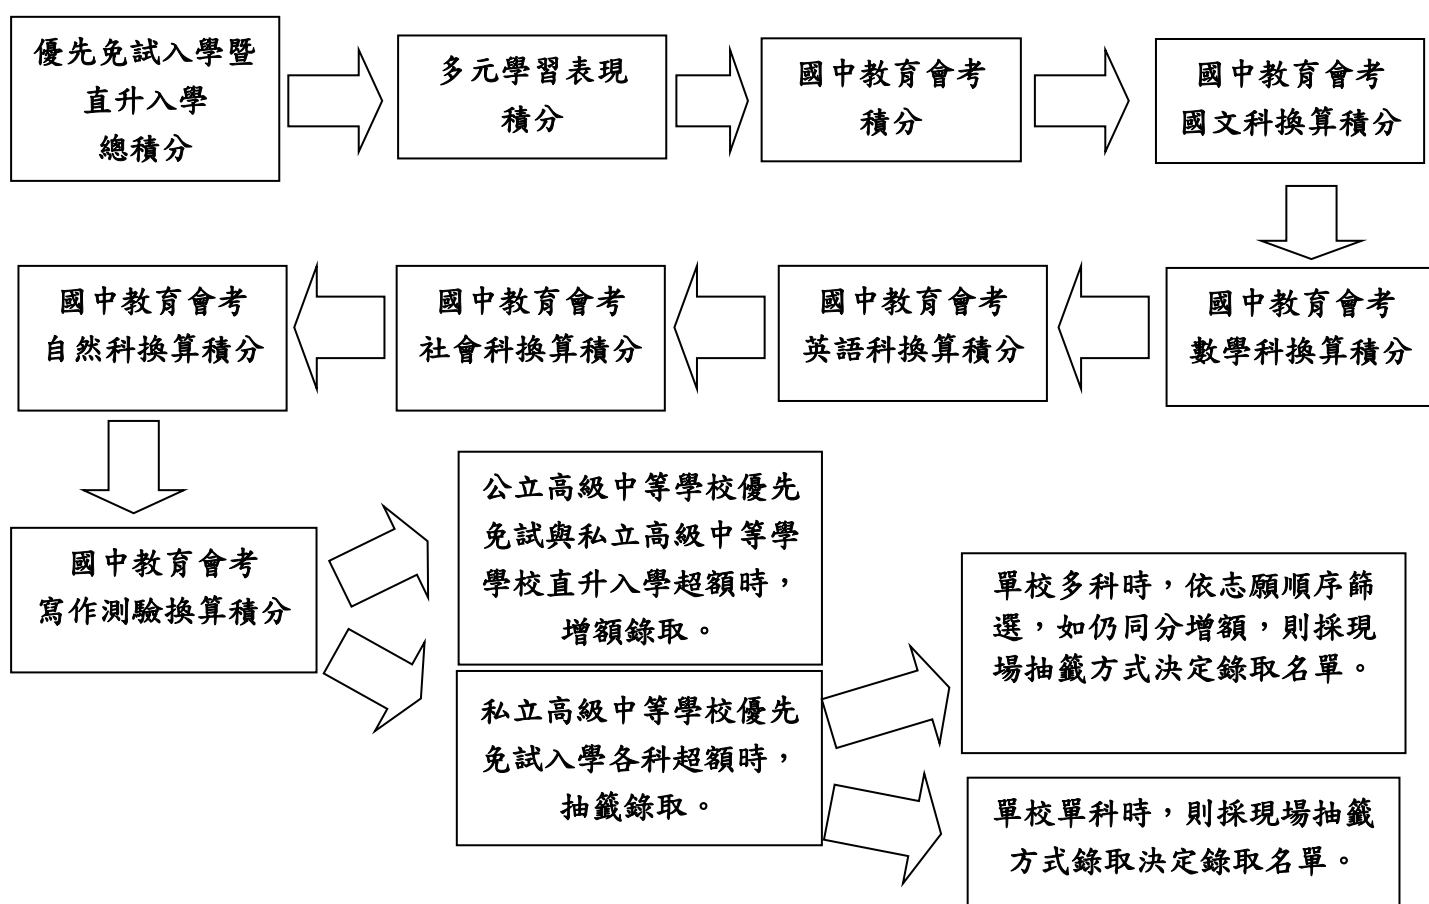 優先免試入學暨
直升入學
總積分
多元學習表現
積分
國中教育會考
積分
國中教育會考
國文科換算積分
國中教育會考
數學科換算積分
國中教育會考
英語科換算積分
國中教育會考
社會科換算積分
國中教育會考
自然科換算積分
國中教育會考
寫作測驗換算積分
公立高級中等學校優先
免試與私立高級中等學
學校直升入學超額時，
增額錄取。
私立高級中等學校優先
免試入學各科超額時，
抽籤錄取。
單校多科時，依志願順序篩
選，如仍同分增額，則採現
場抽籤方式決定錄取名單。
單校單科時，則採現場抽籤
方式錄取決定錄取名單。